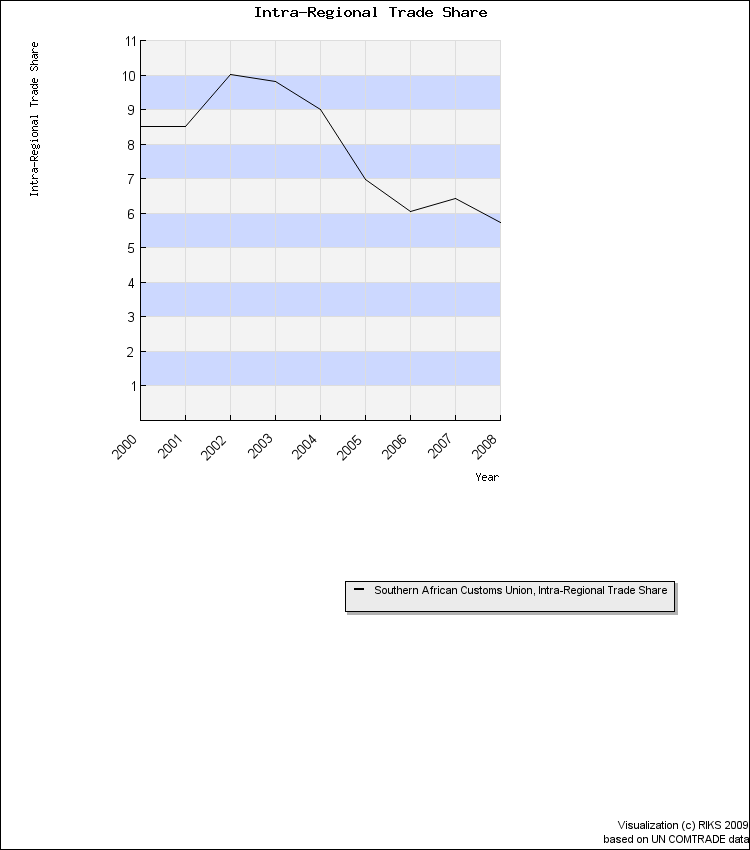 Intra-Regional Trade Share
Intra-Regional Trade Share
11
10
9
8
7
6
5
4
3
2
1
2000 2001 2002 2003 2004 2005 2006 2007 2008
Year
Southern African Customs Union, Intra-Regional Trade Share
Visualization (c) RIKS 2009
based on UN COMTRADE data